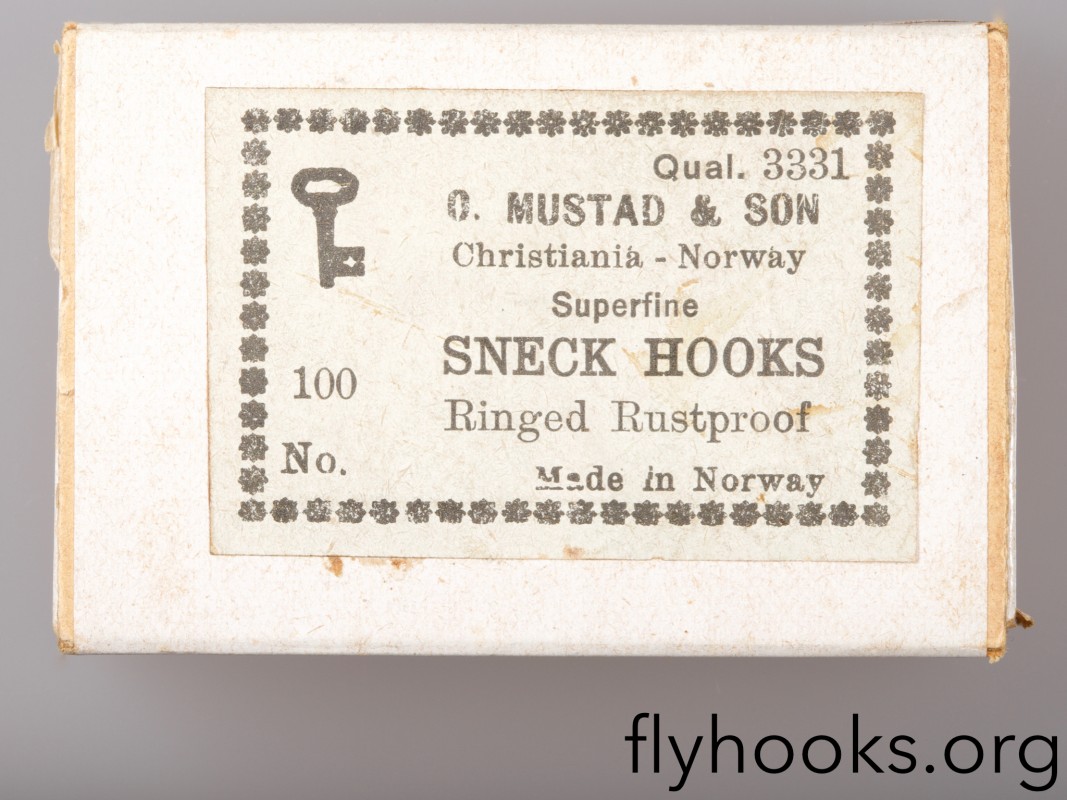 Qual. 3331
O. MUSTAD & SON
Christiania - Norway
Superfine
SNECK HOOKS
100
Ringed Rustproof
No.
Made in Norway
flyhooks.org